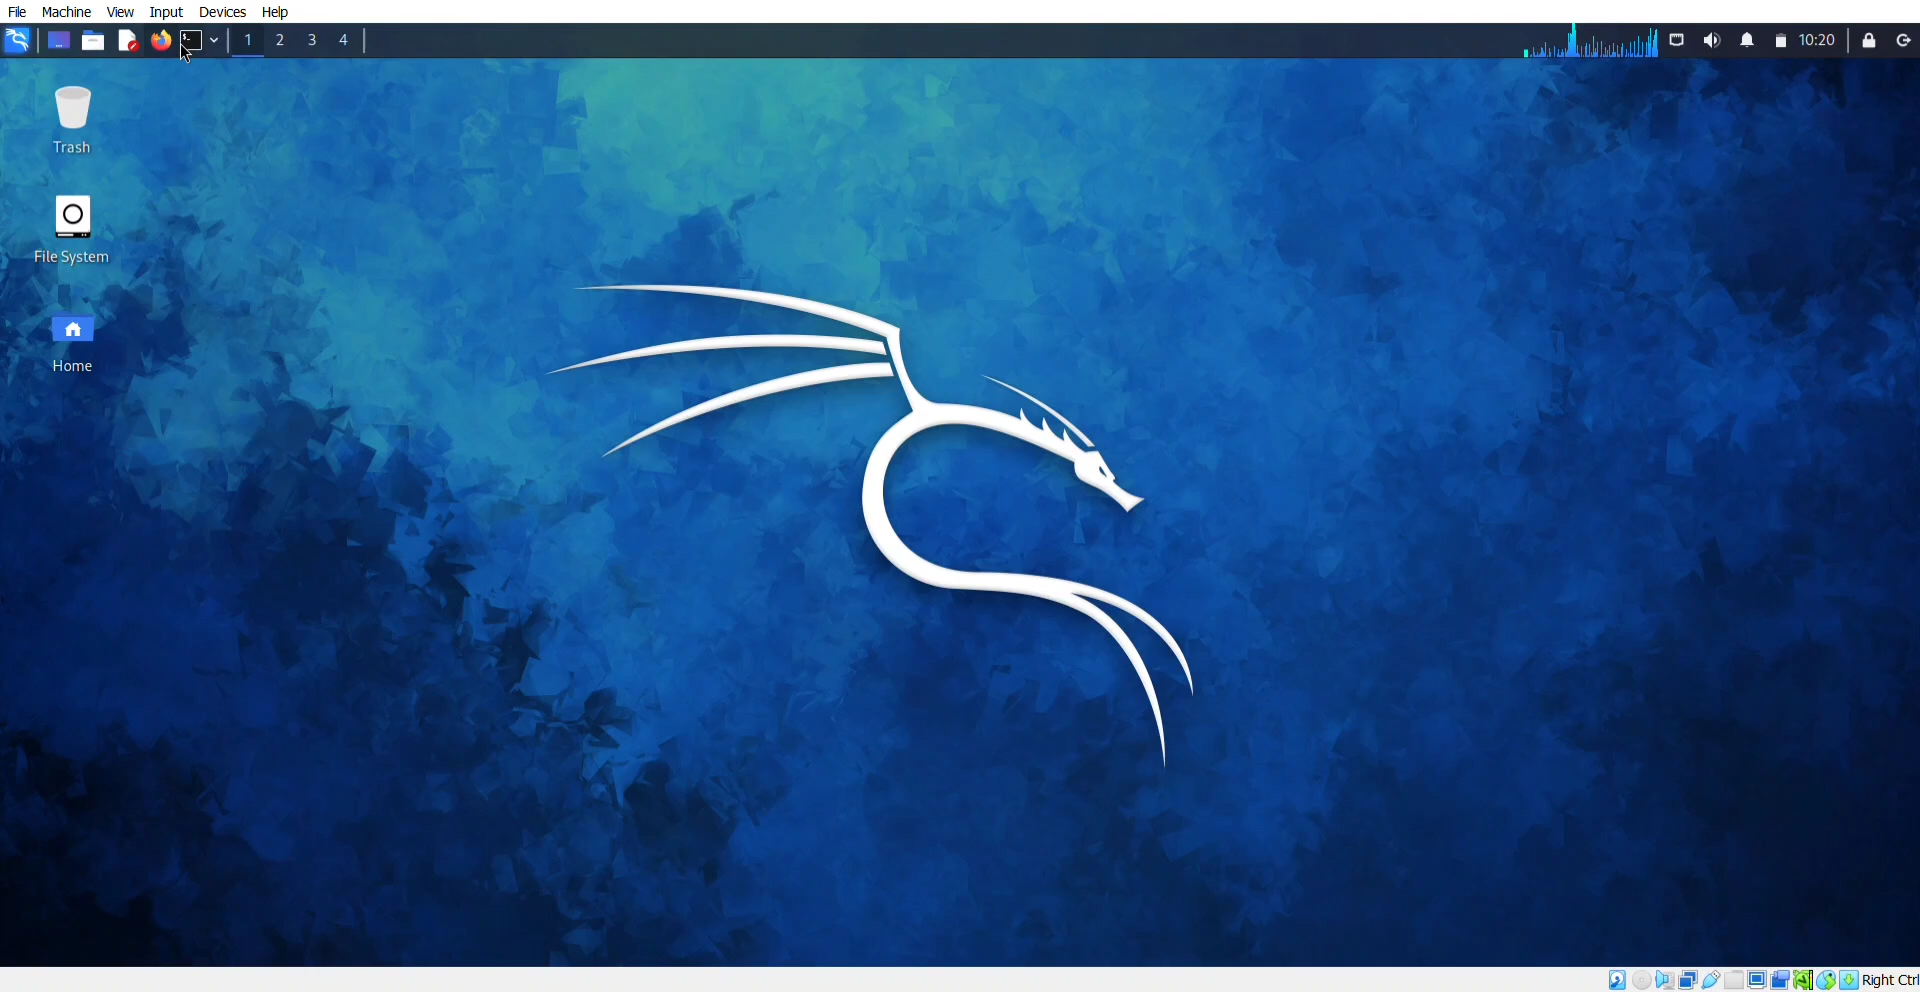 File Machine View Input Devices Help
1 2 3 4 10:20
Trash
File System
Home
Right Ctrl